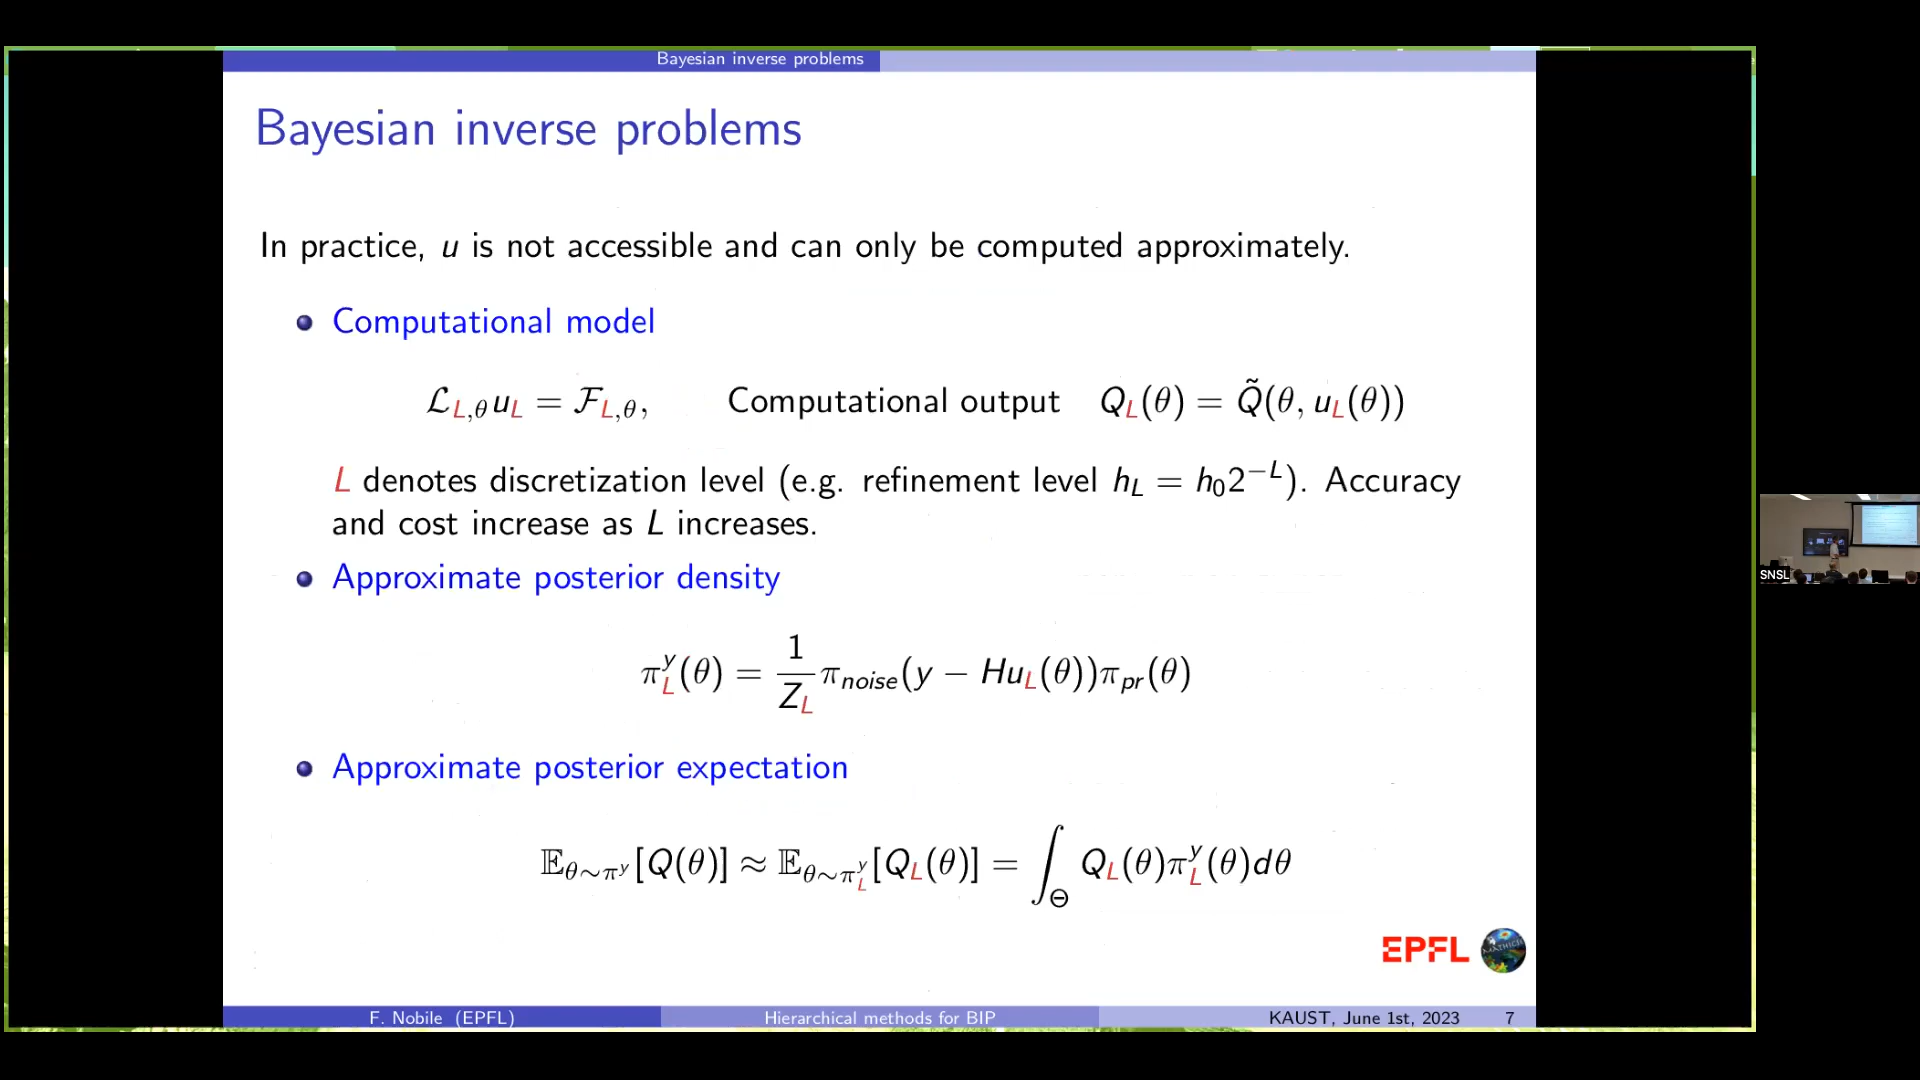 Bayesian inverse problems
Bayesian inverse problems
In practice, u is not accessible and can only be computed approximately.
Computational model
ℒ_{L,θ} u_L = ℱ_{L,θ}, Computational output Q_L(θ) = Q̃(θ, u_L(θ))
L denotes discretization level (e.g. refinement level h_L = h_0 2^{−L}). Accuracy
and cost increase as L increases.
Approximate posterior density
π_L^y(θ) = \frac{1}{Z_L} π_{noise}(y − Hu_L(θ))π_{pr}(θ)
Approximate posterior expectation
𝔼_{θ∼π^y}[Q(θ)] ≈ 𝔼_{θ∼π_L^y}[Q_L(θ)] = ∫_Θ Q_L(θ)π_L^y(θ)dθ
EPFL
MATHICSE
F. Nobile (EPFL) Hierarchical methods for BIP KAUST, June 1st, 2023 7
SNSL